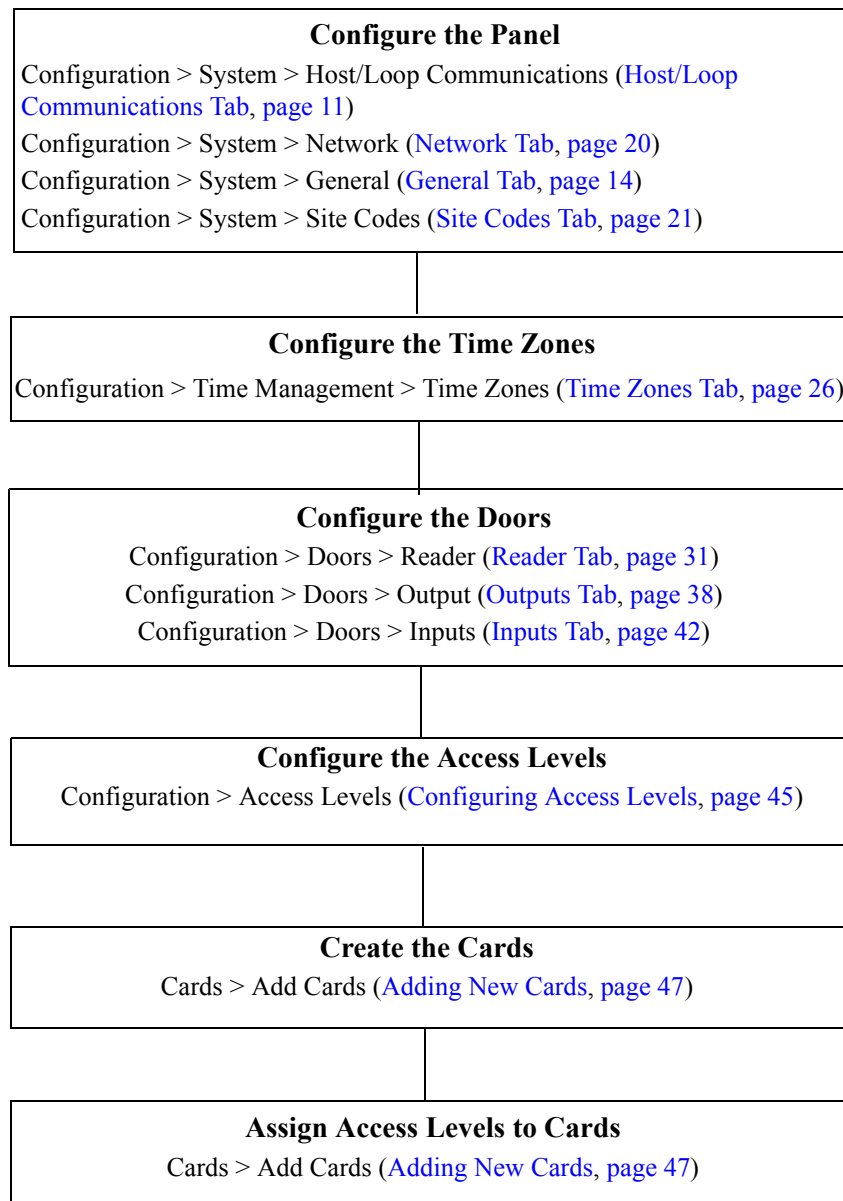 Configure the Panel
Configuration > System > Host/Loop Communications (Host/Loop
Communications Tab, page 11)
Configuration > System > Network (Network Tab, page 20)
Configuration > System > General (General Tab, page 14)
Configuration > System > Site Codes (Site Codes Tab, page 21)
Configure the Time Zones
Configuration > Time Management > Time Zones (Time Zones Tab, page 26)
Configure the Doors
Configuration > Doors > Reader (Reader Tab, page 31)
Configuration > Doors > Output (Outputs Tab, page 38)
Configuration > Doors > Inputs (Inputs Tab, page 42)
Configure the Access Levels
Configuration > Access Levels (Configuring Access Levels, page 45)
Create the Cards
Cards > Add Cards (Adding New Cards, page 47)
Assign Access Levels to Cards
Cards > Add Cards (Adding New Cards, page 47)